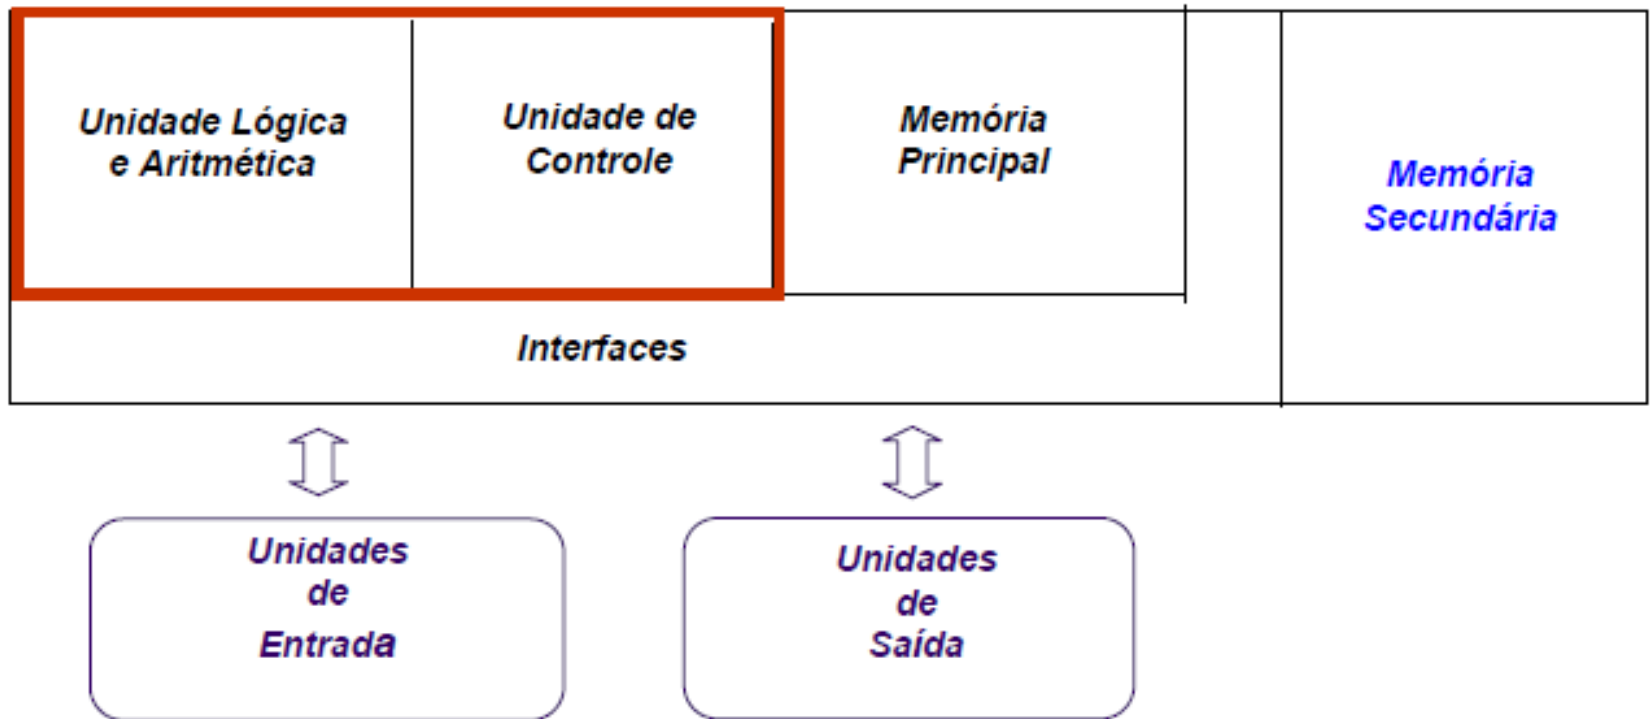 Unidade Lógica
e Aritmética
Unidade de
Controle
Memória
Principal
Memória
Secundária
Interfaces
Unidades
de
Entrada
Unidades
de
Saída